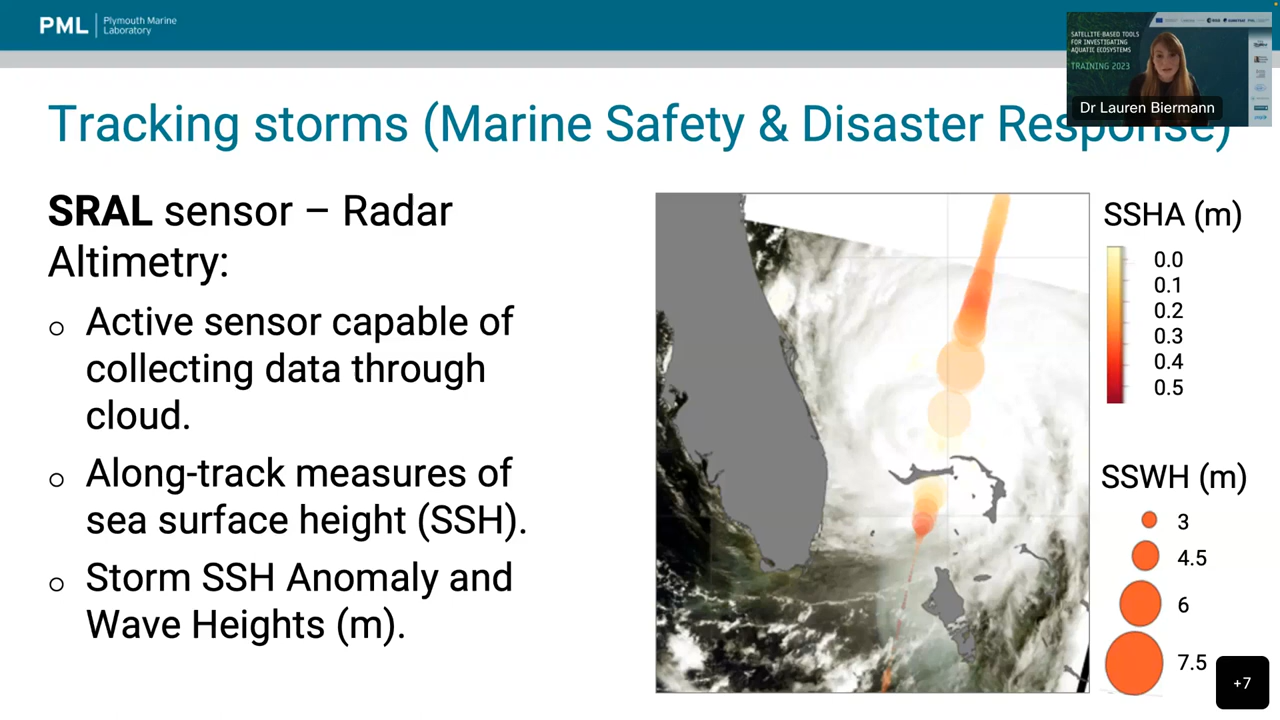 PML
Plymouth Marine
Laboratory
SATELLITE-BASED TOOLS
FOR INVESTIGATING
AQUATIC ECOSYSTEMS
TRAINING 2023
Dr Lauren Biermann
Tracking storms (Marine Safety & Disaster Response)
SRAL sensor – Radar
Altimetry:
o Active sensor capable of
collecting data through
cloud.
o Along-track measures of
sea surface height (SSH).
o Storm SSH Anomaly and
Wave Heights (m).
SSHA (m)
0.0
0.1
0.2
0.3
0.4
0.5
SSWH (m)
3
4.5
6
7.5
+7